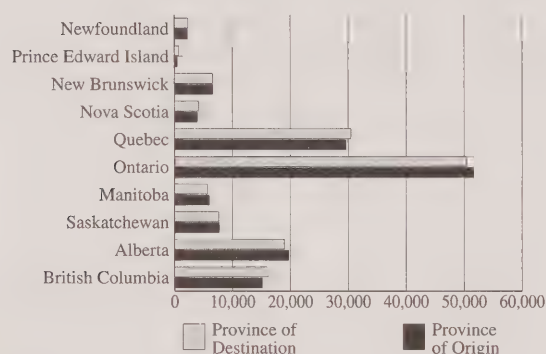 Newfoundland
Prince Edward Island
New Brunswick
Nova Scotia
Quebec
Ontario
Manitoba
Saskatchewan
Alberta
British Columbia
0 10,000 20,000 30,000 40,000 50,000 60,000
Province of Destination
Province of Origin